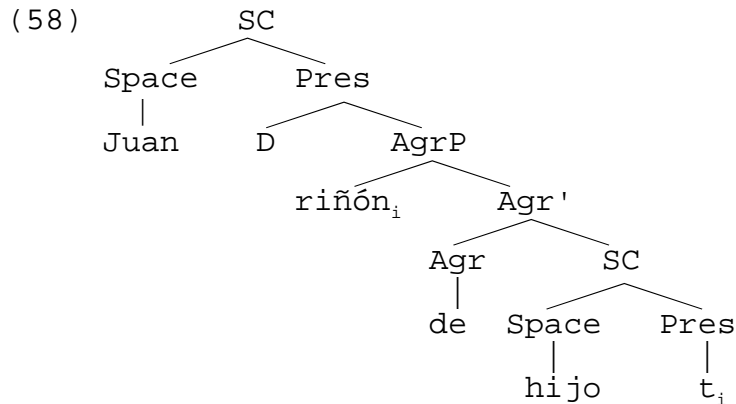 (58) SC
Space Pres
Juan D AgrP
riñónᵢ Agr'
Agr SC
de Space Pres
hijo tᵢ